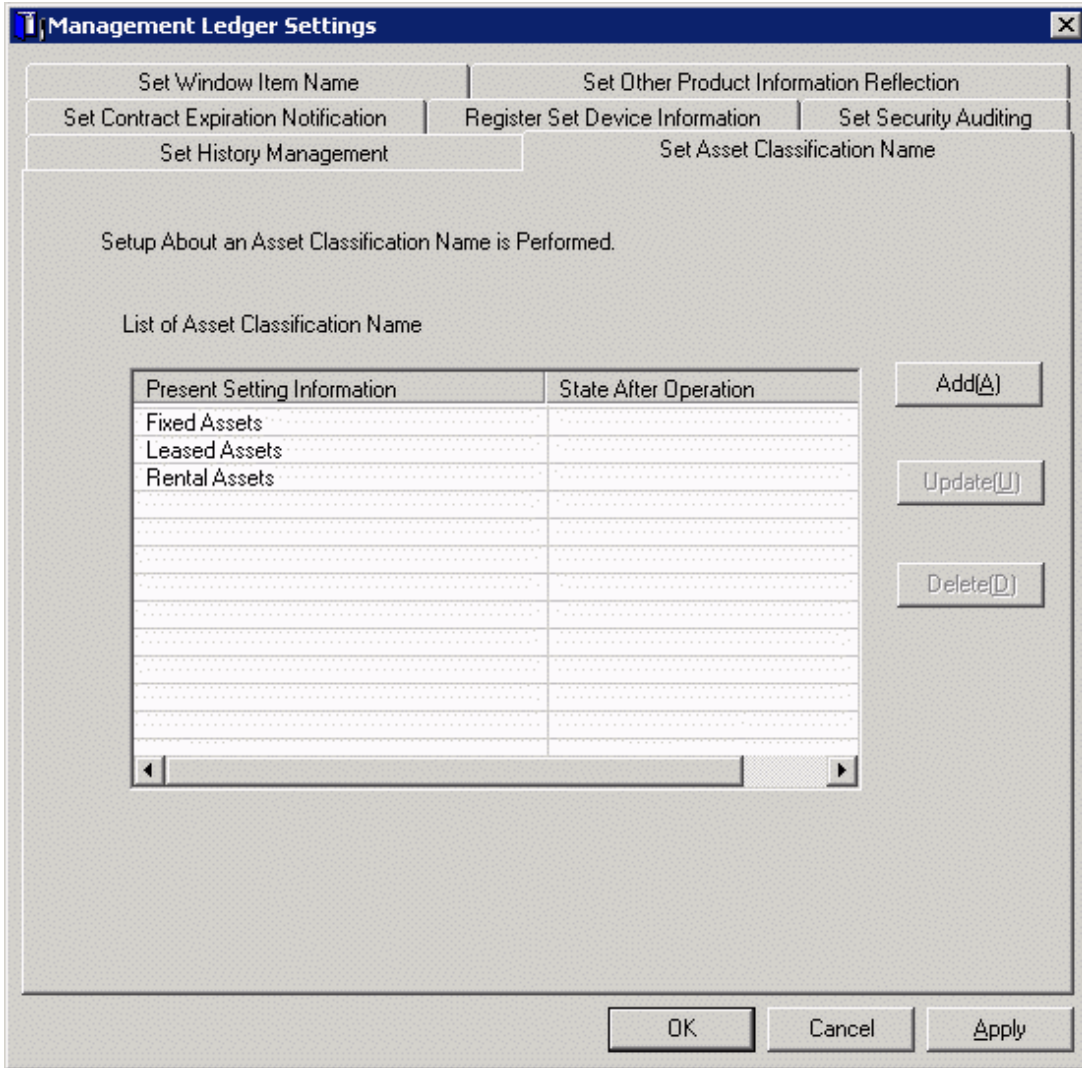 Management Ledger Settings
Set Window Item Name Set Other Product Information Reflection
Set Contract Expiration Notification Register Set Device Information Set Security Auditing
Set History Management Set Asset Classification Name
Setup About an Asset Classification Name is Performed.
List of Asset Classification Name
Present Setting Information State After Operation
Add(A)
Fixed Assets
Leased Assets
Rental Assets
Update(U)
Delete(D)
OK Cancel Apply